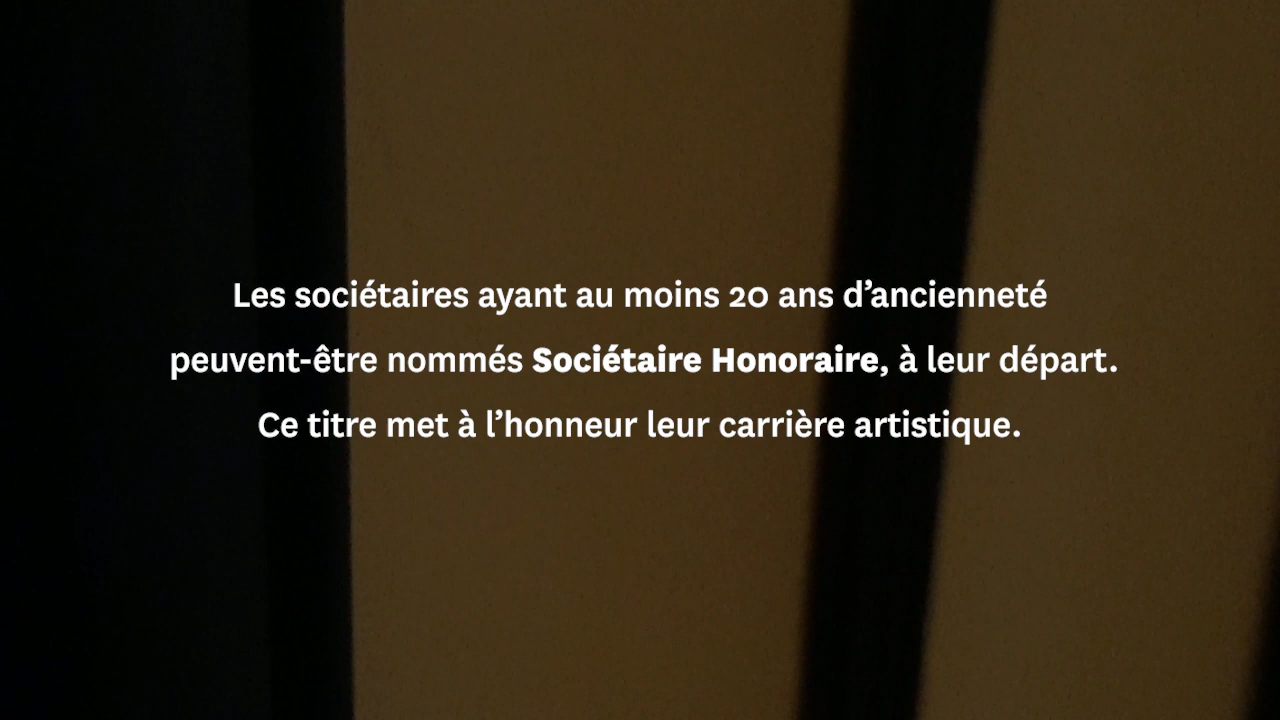 Les sociétaires ayant au moins 20 ans d’ancienneté
peuvent-être nommés Sociétaire Honoraire, à leur départ.
Ce titre met à l’honneur leur carrière artistique.